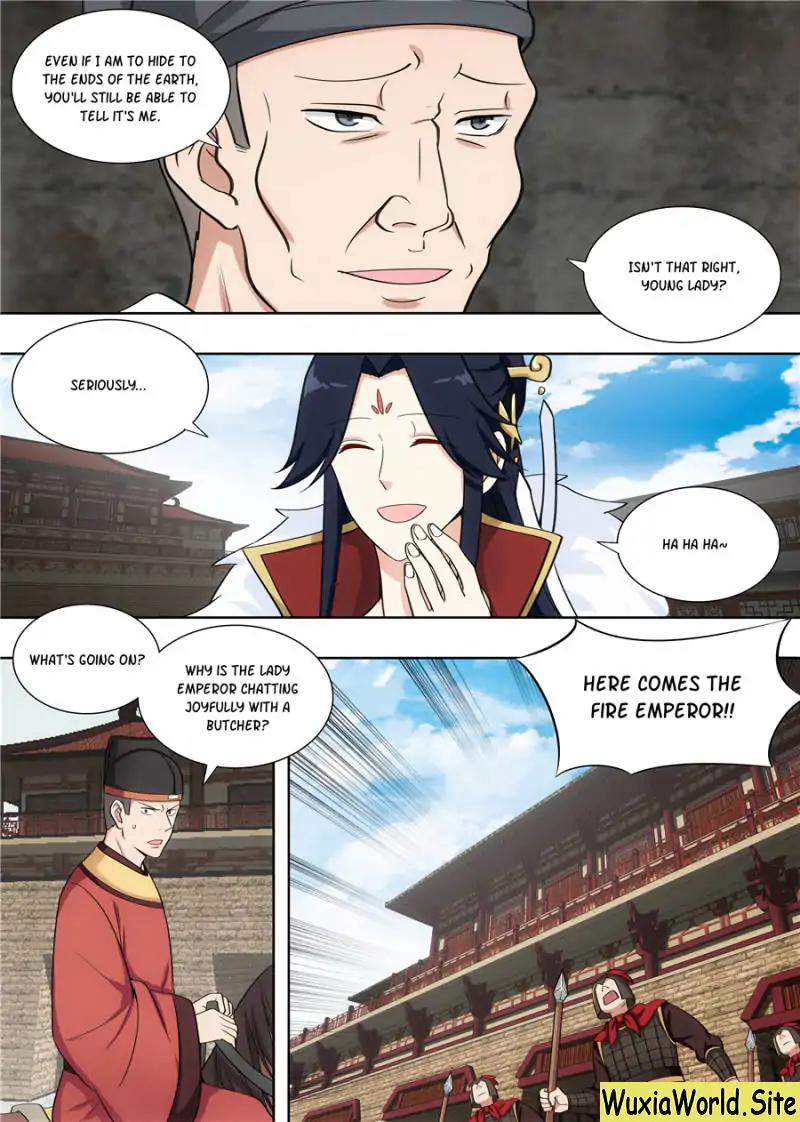 EVEN IF I AM TO HIDE TO
THE ENDS OF THE EARTH,
YOU'LL STILL BE ABLE TO
TELL IT'S ME.
ISN'T THAT RIGHT,
YOUNG LADY?
SERIOUSLY...
HA HA HA~
WHAT'S GOING ON?
WHY IS THE LADY
EMPEROR CHATTING
JOYFULLY WITH A
BUTCHER?
HERE COMES THE
FIRE EMPEROR!!
WuxiaWorld.Site